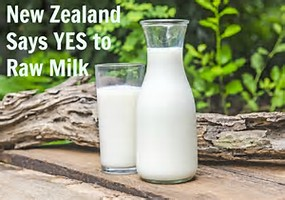 New Zealand
Says YES to
Raw Milk